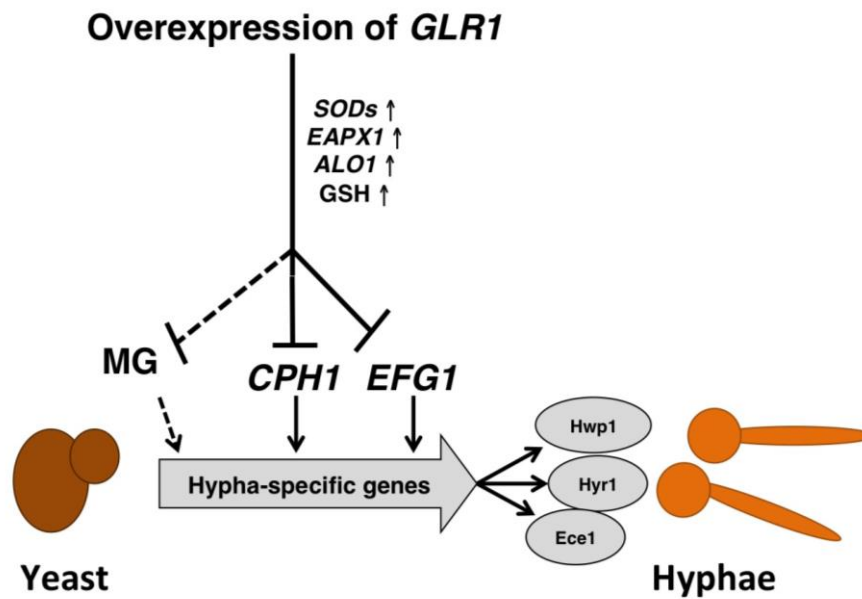 Overexpression of GLR1
SODs ↑
EAPX1 ↑
ALO1 ↑
GSH ↑
MG
CPH1
EFG1
Hwp1
Hypha-specific genes
Hyr1
Ece1
Yeast
Hyphae